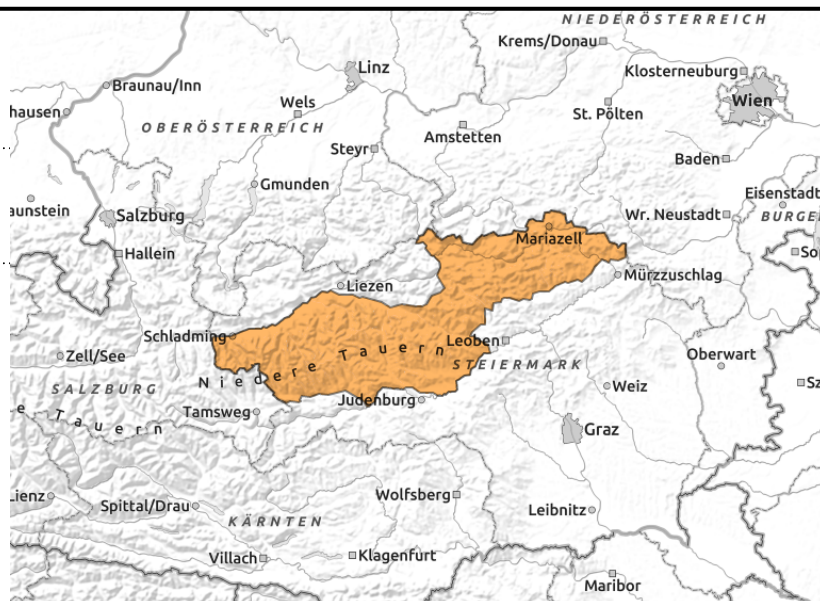 NIEDERÖSTERREICH
Krems/Donau
Linz
Klosterneuburg
Braunau/Inn
Wien
Wels
hausen
St. Pölten
OBERÖSTERREICH
Amstetten
Steyr
Baden
Gmunden
Eisenstadt
aunstein
Salzburg
Wr. Neustadt
BURGE
Mariazell
Hallein
So
Mürzzuschlag
Liezen
Schladming
Leoben
Zell/See
Niedere Tauern
STEIERMARK
Oberwart
SALZBURG
Sz
Weiz
Tamsweg
Judenburg
e Tauern
Graz
Lienz
Wolfsberg
Spittal/Drau
Leibnitz
KÄRNTEN
Villach
Klagenfurt
Maribor